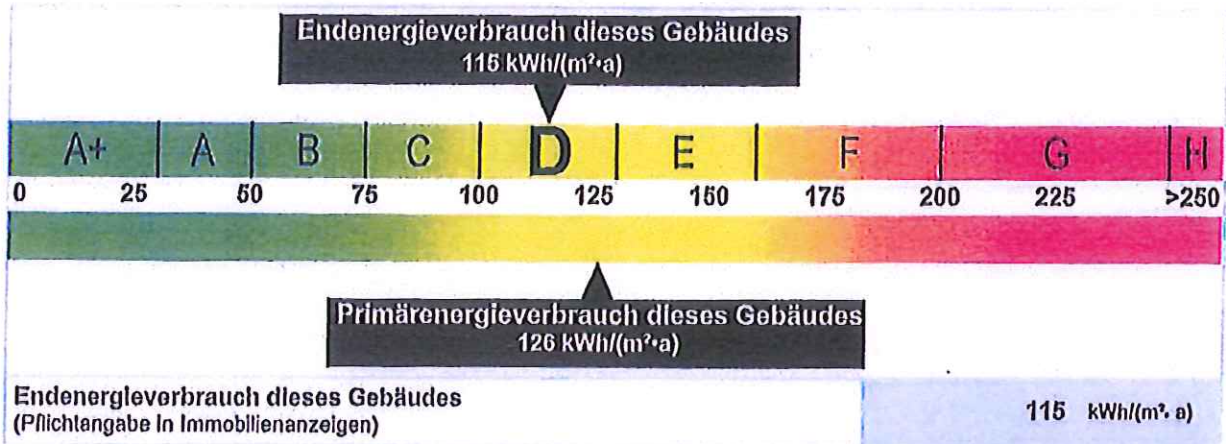 Endenergieverbrauch dieses Gebäudes
115 kWh/(m²·a)
A+ A B C D E F G H
0 25 50 75 100 125 150 175 200 225 >250
Primärenergieverbrauch dieses Gebäudes
126 kWh/(m²·a)
Endenergieverbrauch dieses Gebäudes
(Pflichtangabe in Immobilienanzeigen)
115 kWh/(m²· a)